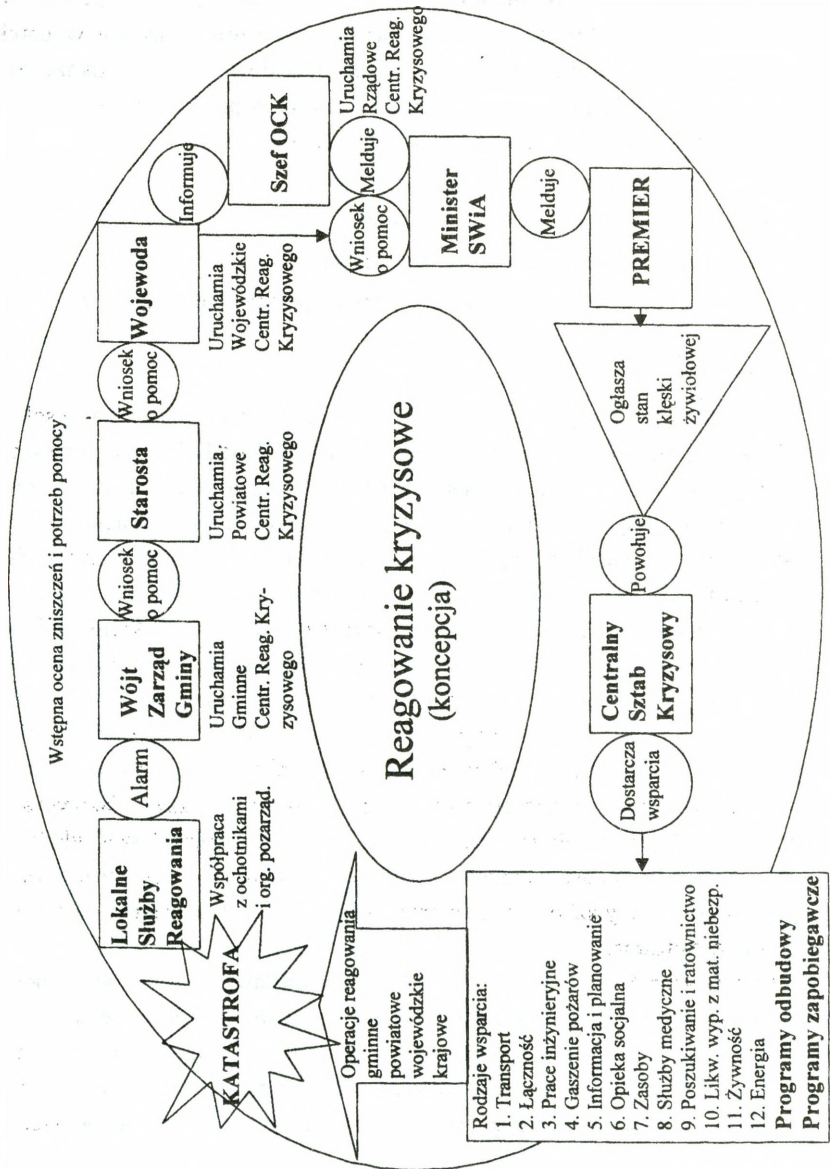 Wstępna ocena zniszczeń i potrzeb pomocy
KATASTROFA
Lokalne
Służby
Reagowania
Współpraca
z ochotnikami
i org. pozarząd.
Alarm
Wójt
Zarząd
Gminy
Uruchamia
Gminne
Centr. Reag. Kry-
zysowego
Wniosek
o pomoc
Starosta
Uruchamia
Powiatowe
Centr. Reag.
Kryzysowego
Wniosek
o pomoc
Wojewoda
Uruchamia
Wojewódzkie
Centr. Reag.
Kryzysowego
Informuje
Szef OCK
Uruchamia
Rządowe
Centr. Reag.
Kryzysowego
Wniosek
o pomoc
Melduje
Minister
SWiA
Melduje
PREMIER
Ogłasza
stan
klęski
żywiołowej
Powołuje
Centralny
Sztab
Kryzysowy
Dostarcza
wsparcia
Reagowanie kryzysowe
(koncepcja)
Operacje reagowania
gminne
powiatowe
wojewódzkie
krajowe
Rodzaje wsparcia:
1. Transport
2. Łączność
3. Prace inżynieryjne
4. Gaszenie pożarów
5. Informacja i planowanie
6. Opieka socjalna
7. Zasoby
8. Służby medyczne
9. Poszukiwanie i ratownictwo
10. Likw. wyp. z mat. niebezp.
11. Żywność
12. Energia
Programy odbudowy
Programy zapobiegawcze